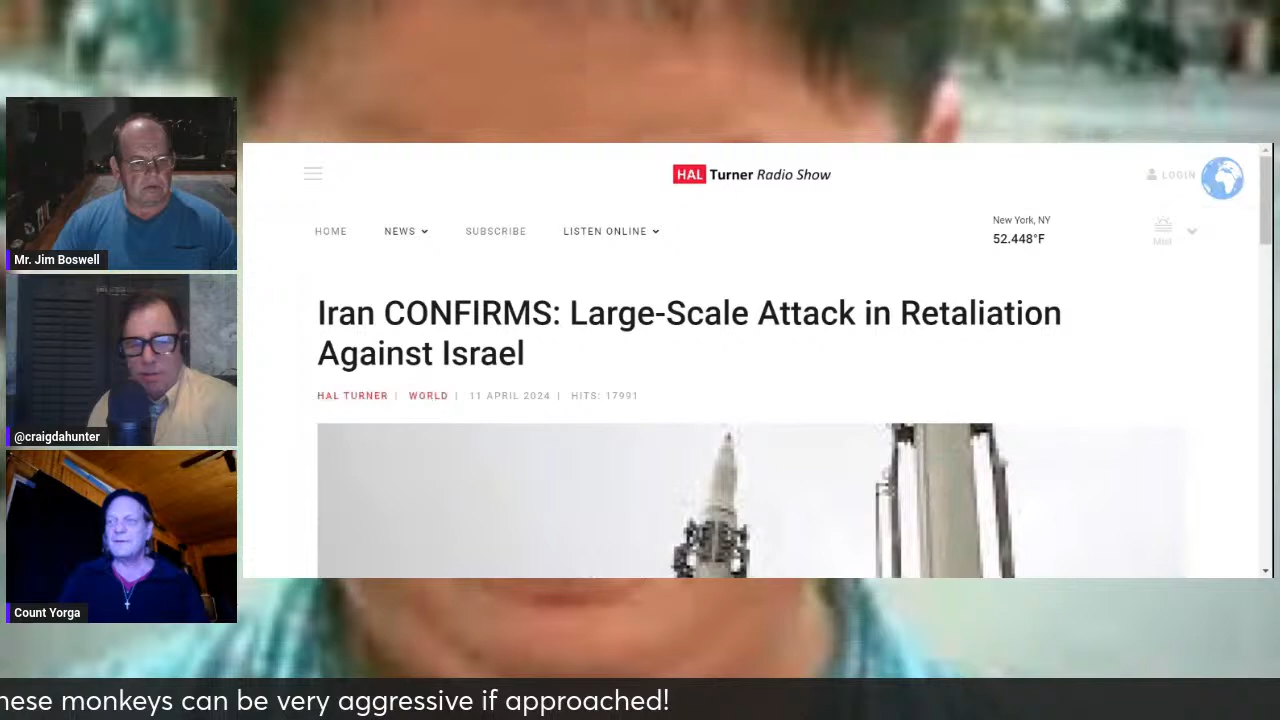 HAL Turner Radio Show
LOGIN
HOME
NEWS
SUBSCRIBE
LISTEN ONLINE
New York, NY
52.448°F
Mist
Iran CONFIRMS: Large-Scale Attack in Retaliation
Against Israel
HAL TURNER | WORLD | 11 APRIL 2024 | HITS: 17991
Mr. Jim Boswell
@craigdahunter
Count Yorga
hese monkeys can be very aggressive if approached!